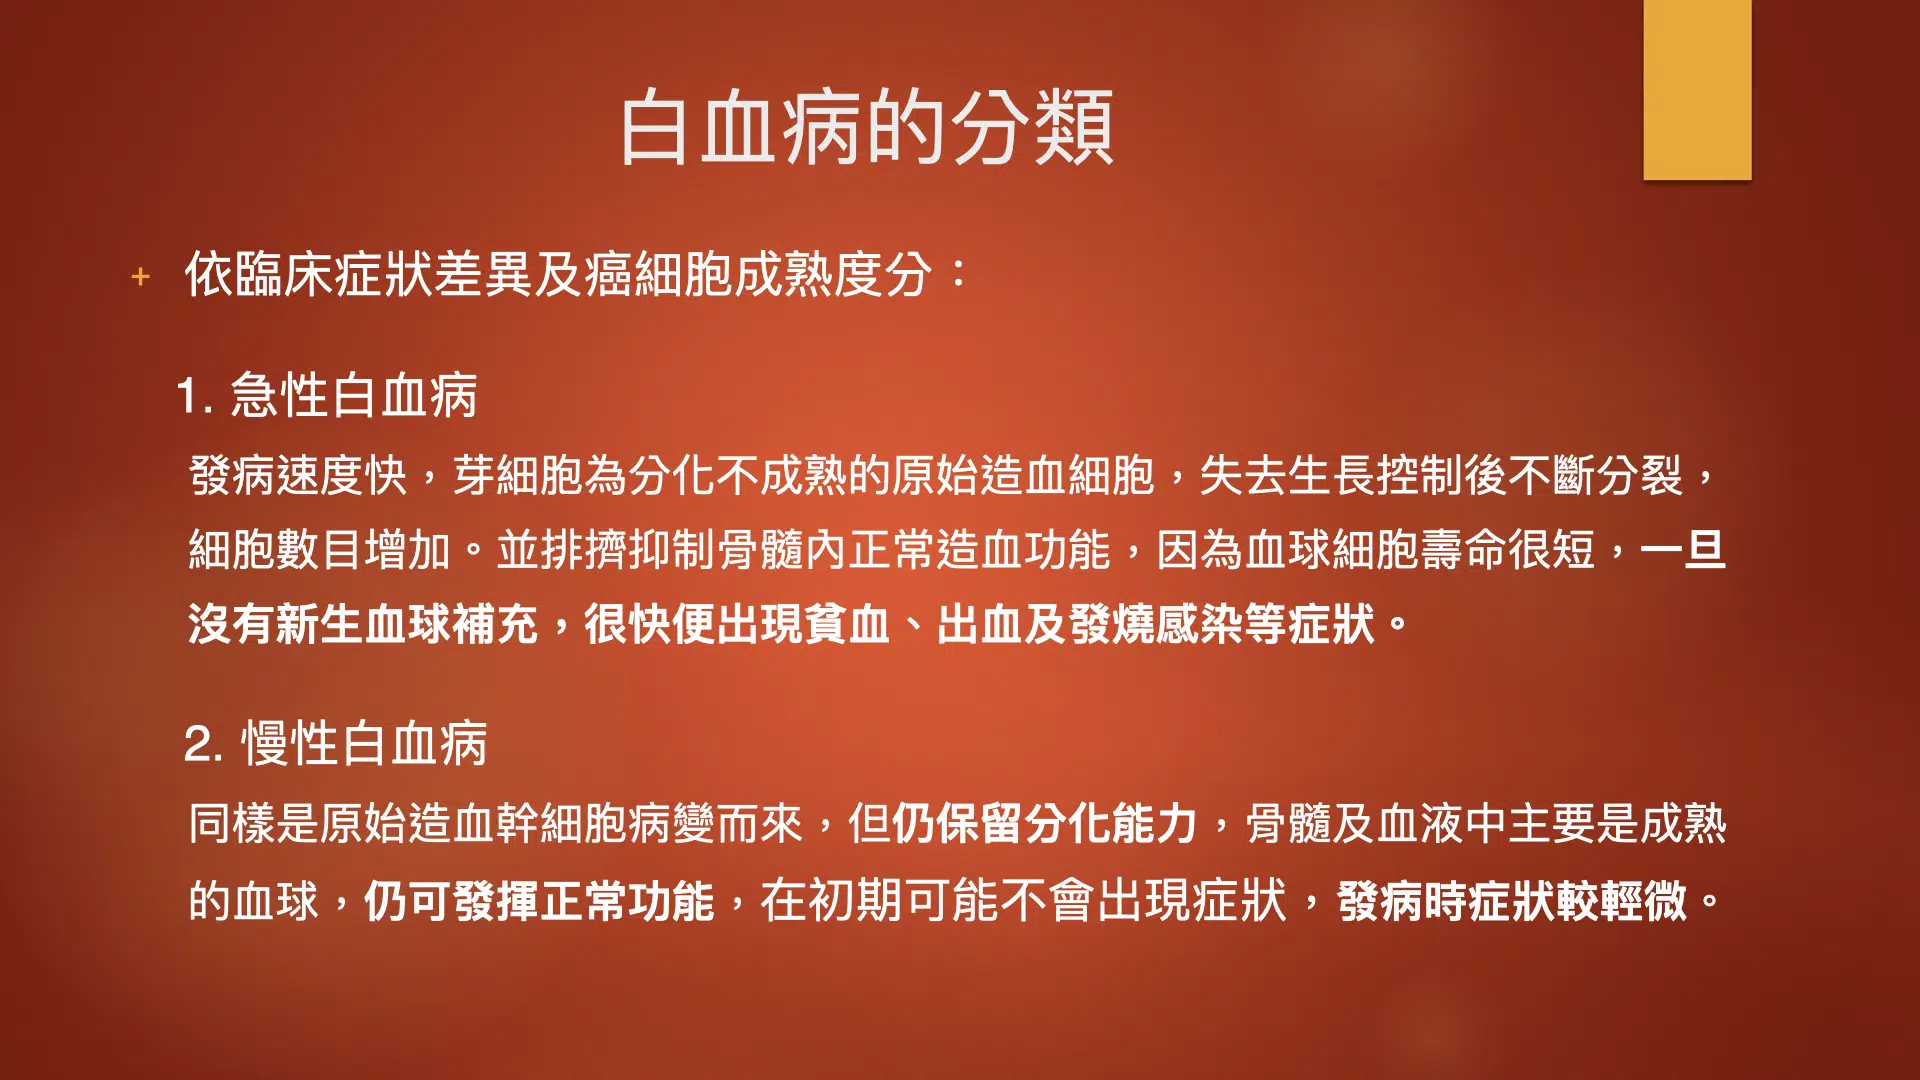 白血病的分類
+ 依臨床症狀差異及癌細胞成熟度分：
1. 急性白血病
發病速度快，芽細胞為分化不成熟的原始造血細胞，失去生長控制後不斷分裂，
細胞數目增加。並排擠抑制骨髓內正常造血功能，因為血球細胞壽命很短，一旦
沒有新生血球補充，很快便出現貧血、出血及發燒感染等症狀。
2. 慢性白血病
同樣是原始造血幹細胞病變而來，但仍保留分化能力，骨髓及血液中主要是成熟
的血球，仍可發揮正常功能，在初期可能不會出現症狀，發病時症狀較輕微。